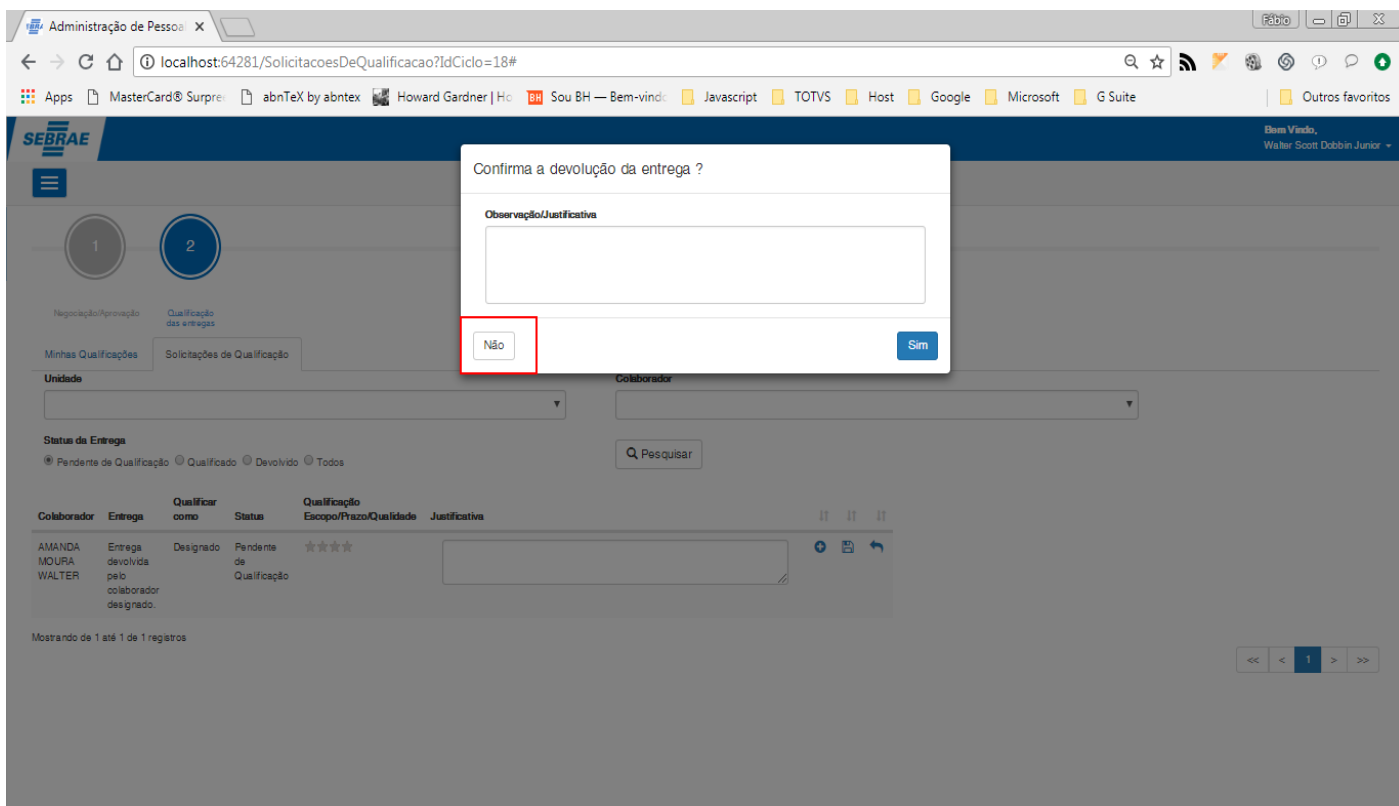 Administração de Pessoa
Fábio
localhost:64281/SolicitacoesDeQualificacao?IdCiclo=18#
Apps MasterCard® Surpre abnTeX by abntex Howard Gardner | Ho BH Sou BH — Bem-vind Javascript TOTVS Host Google Microsoft G Suite Outros favoritos
SEBRAE
Bem Vindo,
Walter Scott Dobbin Junior
Confirma a devolução da entrega ?
Observação/Justificativa
Não Sim
1 2
Negociação/Aprovação Qualificação
das entregas
Minhas Qualificações Solicitações de Qualificação
Unidade Colaborador
Status da Entrega
Pendente de Qualificação Qualificado Devolvido Todos
Pesquisar
Colaborador Entrega Qualificar como Status Qualificação Escopo/Prazo/Qualidade Justificativa
AMANDA Entrega Designado Pendente
MOURA devolvida de
WALTER pelo Qualificação
colaborador
designado.
Mostrando de 1 até 1 de 1 registros
<< < 1 > >>